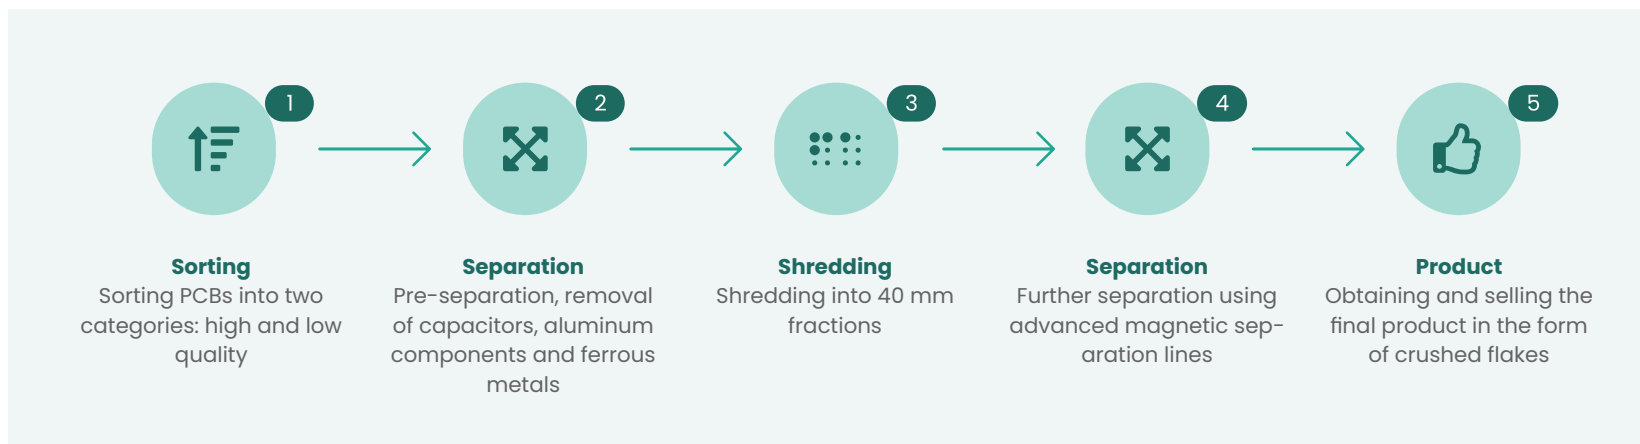 1
2
3
4
5
Sorting
Sorting PCBs into two
categories: high and low
quality
Separation
Pre-separation, removal
of capacitors, aluminum
components and ferrous
metals
Shredding
Shredding into 40 mm
fractions
Separation
Further separation using
advanced magnetic sep-
aration lines
Product
Obtaining and selling the
final product in the form
of crushed flakes